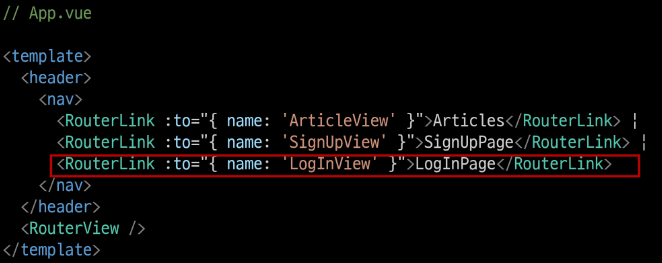 // App.vue
<template>
<header>
<nav>
<RouterLink :to="{ name: 'ArticleView' }">Articles</RouterLink> ¦
<RouterLink :to="{ name: 'SignUpView' }">SignUpPage</RouterLink> ¦
<RouterLink :to="{ name: 'LogInView' }">LogInPage</RouterLink>
</nav>
</header>
<RouterView />
</template>